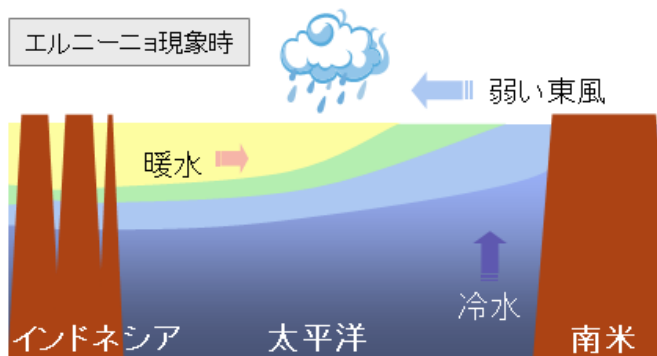 エルニーニョ現象時
弱い東風
暖水
冷水
インドネシア
太平洋
南米